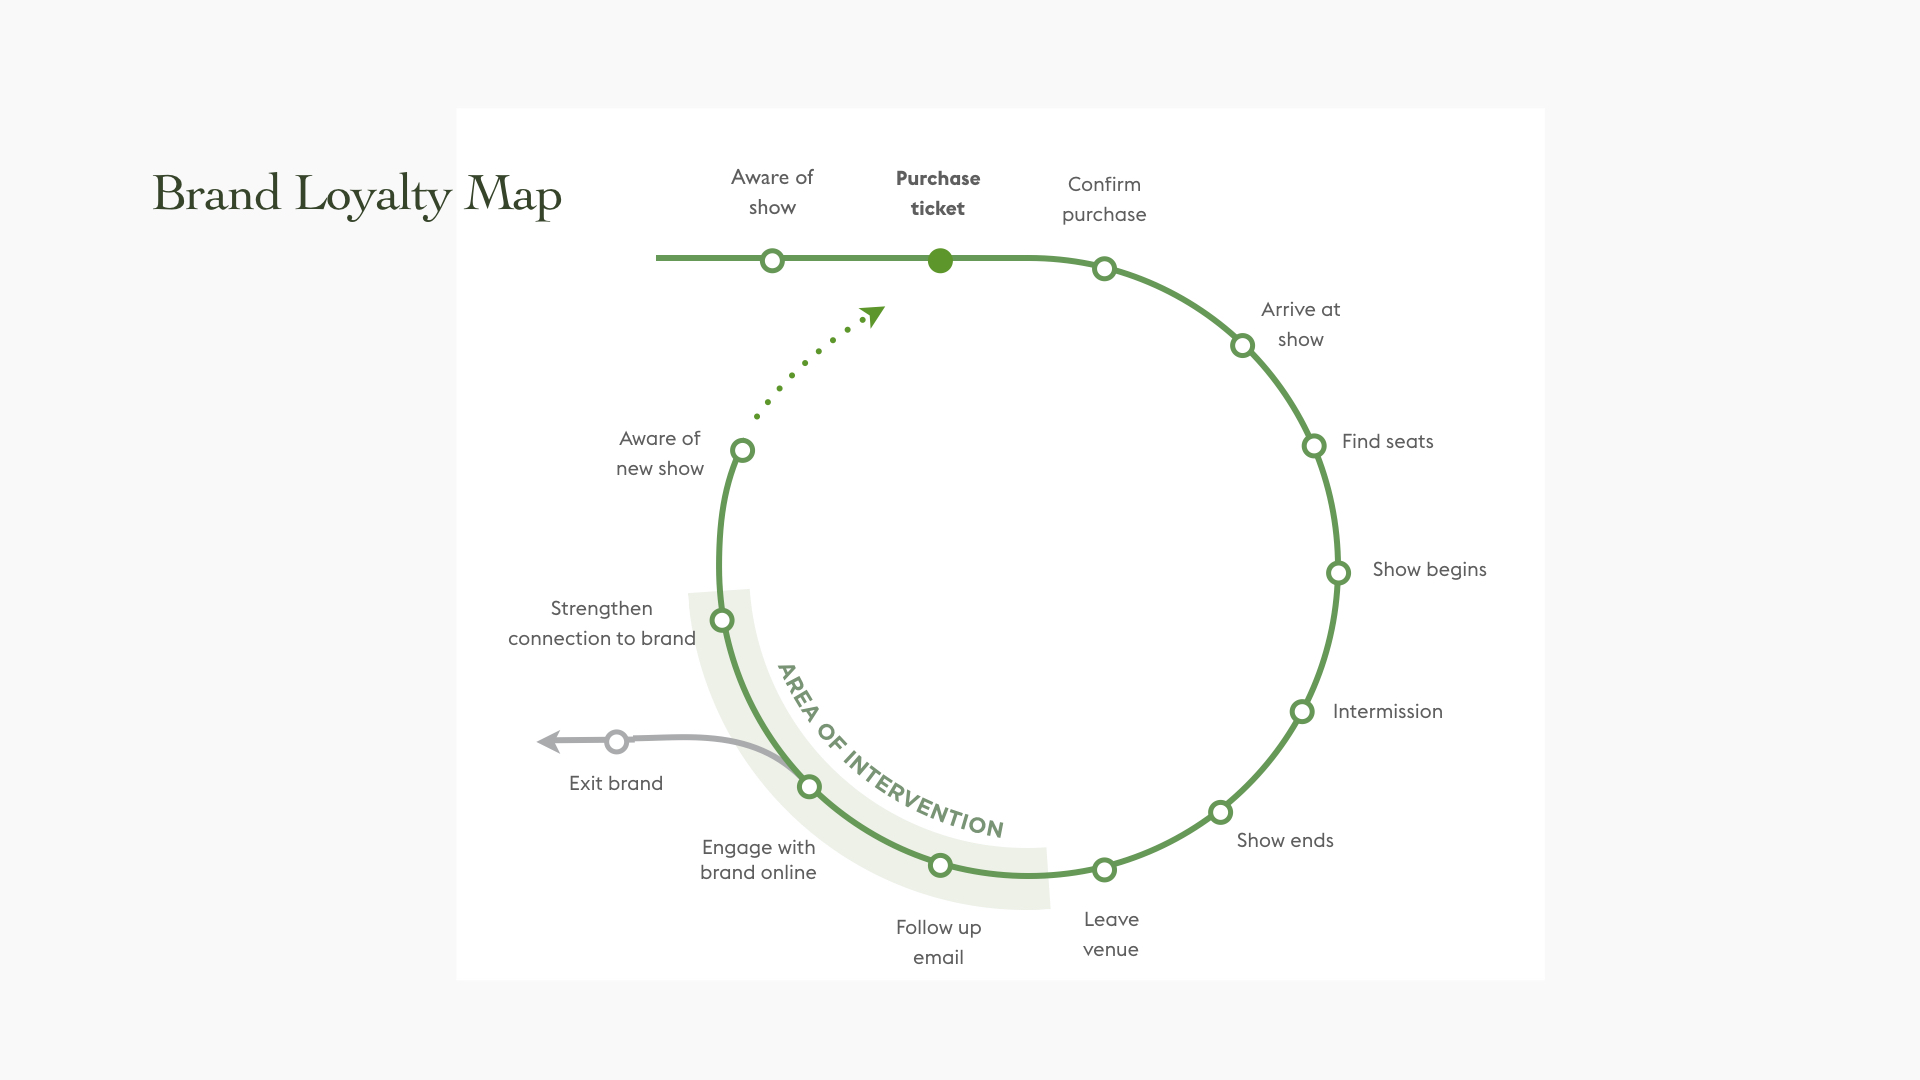 Brand Loyalty Map
Aware of
show
Purchase
ticket
Confirm
purchase
Arrive at
show
Find seats
Show begins
Intermission
Show ends
Leave
venue
Follow up
email
Engage with
brand online
Exit brand
Strengthen
connection to brand
Aware of
new show
AREA OF INTERVENTION